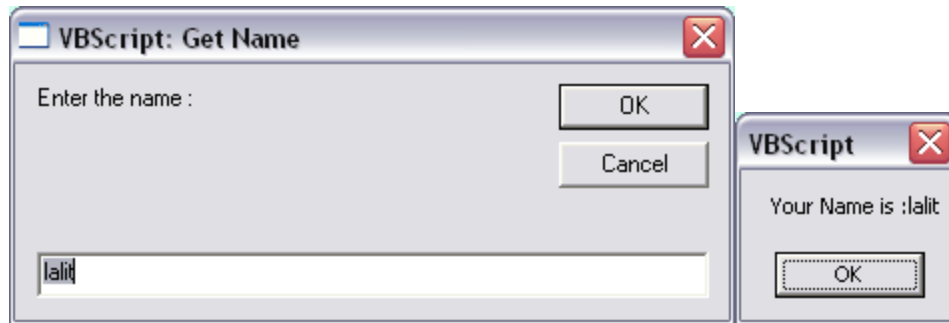 VBScript: Get Name
Enter the name :
OK
Cancel
lalit
VBScript
Your Name is :lalit
OK